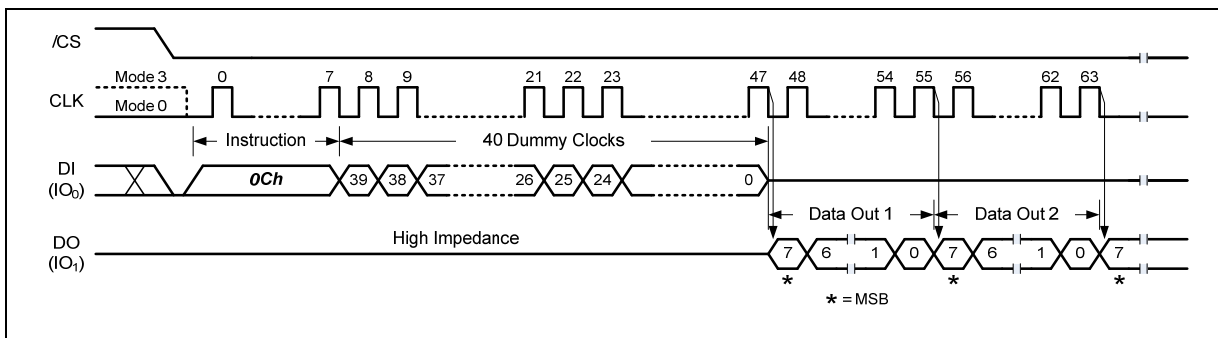 /CS
Mode 3 0 7 8 9 21 22 23 47 48 54 55 56 62 63
CLK
Mode 0
Instruction 40 Dummy Clocks
DI
(IO0)
0Ch 39 38 37 26 25 24 0
Data Out 1 Data Out 2
DO
(IO1)
High Impedance
7 6 1 0 7 6 1 0 7
* * *
* = MSB